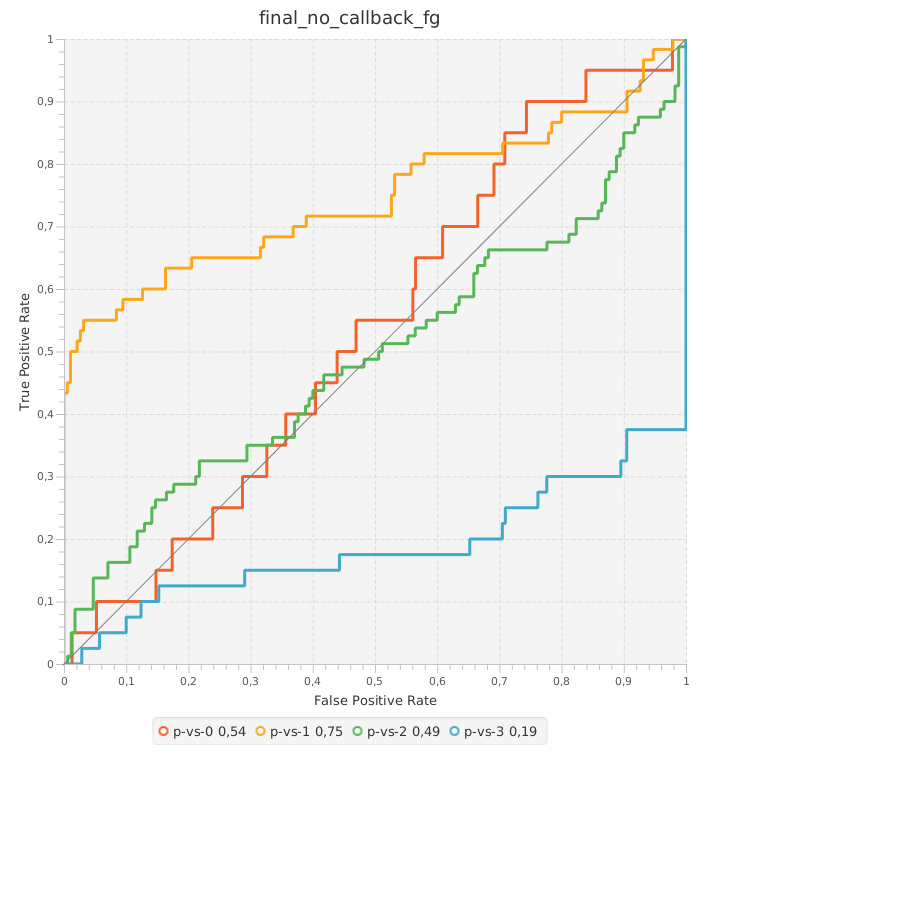 final_no_callback_fg
True Positive Rate
1
0,9
0,8
0,7
0,6
0,5
0,4
0,3
0,2
0,1
0
0 0,1 0,2 0,3 0,4 0,5 0,6 0,7 0,8 0,9 1
False Positive Rate
p-vs-0 0,54 p-vs-1 0,75 p-vs-2 0,49 p-vs-3 0,19